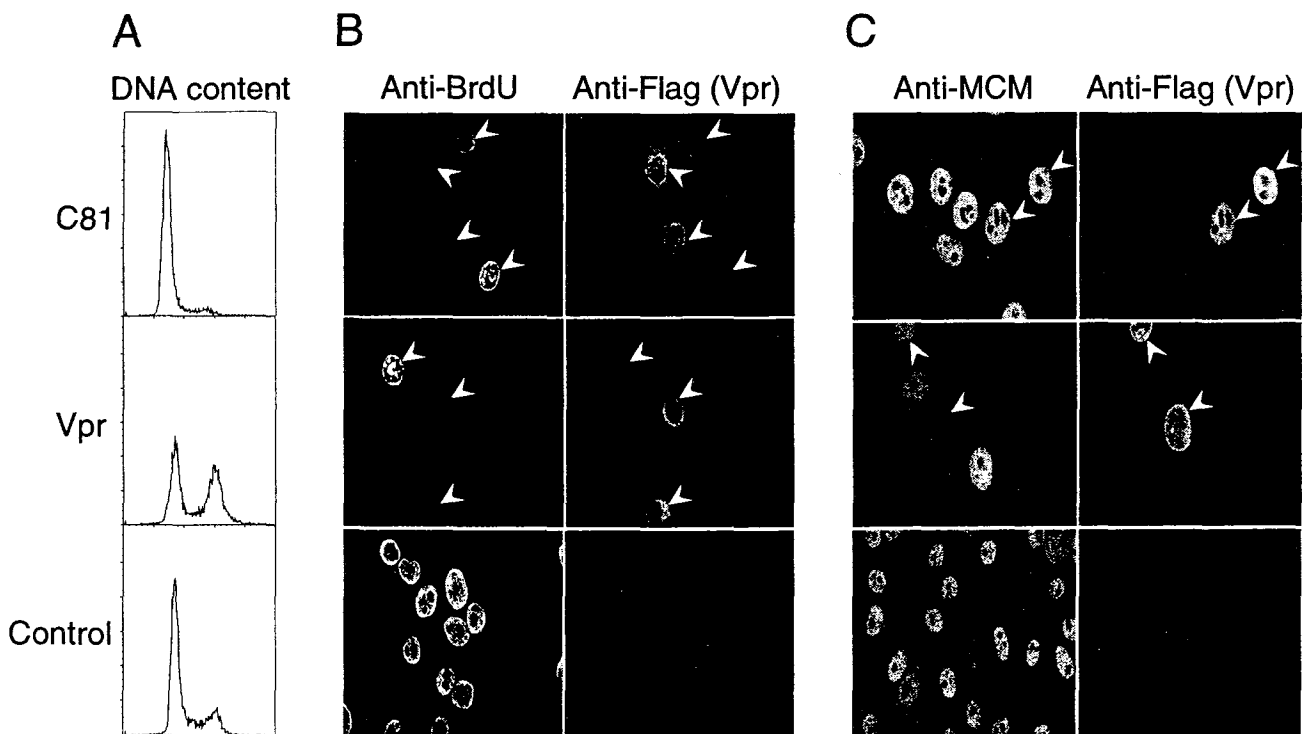 A
B
C
DNA content
Anti-BrdU
Anti-Flag (Vpr)
Anti-MCM
Anti-Flag (Vpr)
C81
Vpr
Control